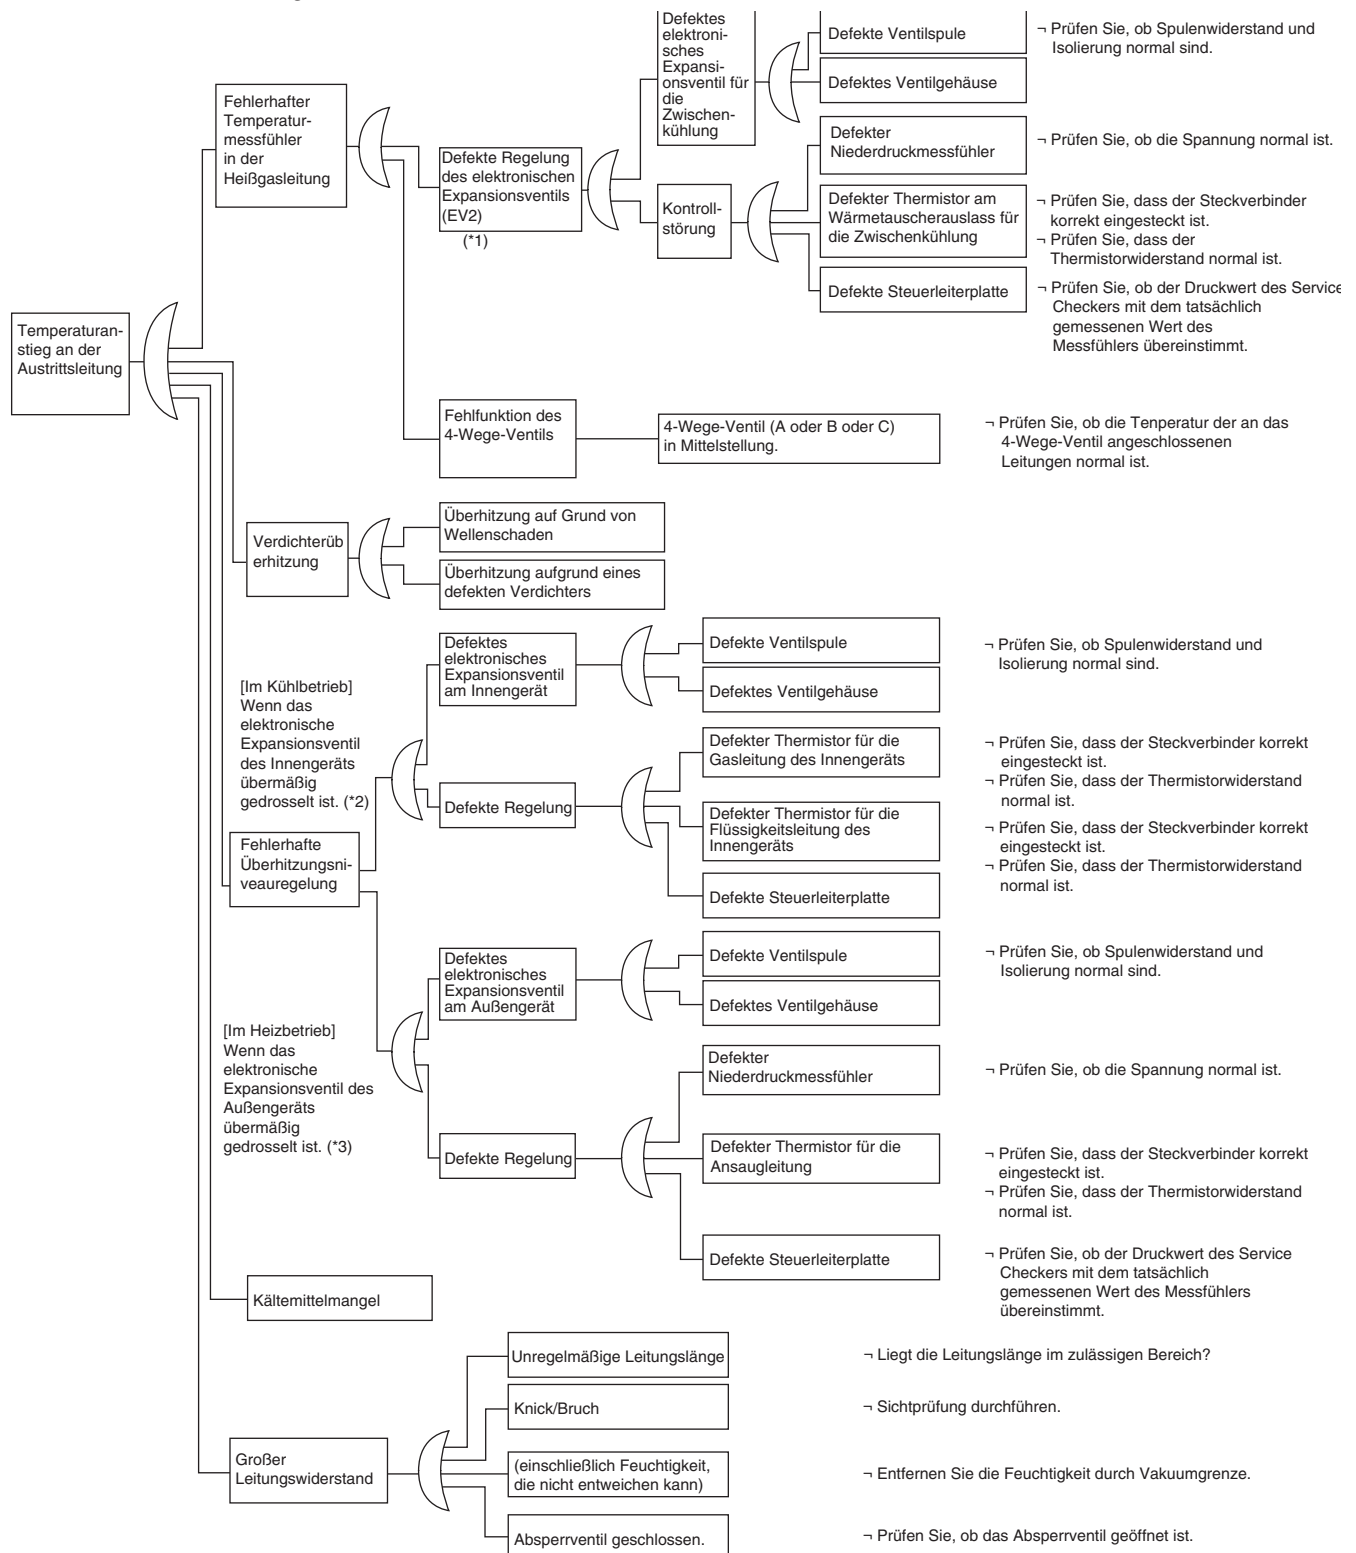 Defektes
elektroni-
sches
Expansi-
onsventil für
die
Zwischen-
kühlung
Defekte Ventilspule
¬ Prüfen Sie, ob Spulenwiderstand und
Isolierung normal sind.
Defektes Ventilgehäuse
Fehlerhafter
Temperatur-
messfühler
in der
Heißgasleitung
Defekte Regelung
des elektronischen
Expansionsventils
(EV2)
(*1)
Kontroll-
störung
Defekter
Niederdruckmessfühler
¬ Prüfen Sie, ob die Spannung normal ist.
Defekter Thermistor am
Wärmetauscherauslass für
die Zwischenkühlung
¬ Prüfen Sie, dass der Steckverbinder
korrekt eingesteckt ist.
¬ Prüfen Sie, dass der
Thermistorwiderstand normal ist.
Defekte Steuerleiterplatte
¬ Prüfen Sie, ob der Druckwert des Service
Checkers mit dem tatsächlich
gemessenen Wert des
Messfühlers übereinstimmt.
Temperaturan-
stieg an der
Austrittsleitung
Fehlfunktion des
4-Wege-Ventils
4-Wege-Ventil (A oder B oder C)
in Mittelstellung.
¬ Prüfen Sie, ob die Tenperatur der an das
4-Wege-Ventil angeschlossenen
Leitungen normal ist.
Verdichterüb
erhitzung
Überhitzung auf Grund von
Wellenschaden
Überhitzung aufgrund eines
defekten Verdichters
[Im Kühlbetrieb]
Wenn das
elektronische
Expansionsventil
des Innengeräts
übermäßig
gedrosselt ist. (*2)
Defektes
elektronisches
Expansionsventil
am Innengerät
Defekte Ventilspule
¬ Prüfen Sie, ob Spulenwiderstand und
Isolierung normal sind.
Defektes Ventilgehäuse
Defekte Regelung
Defekter Thermistor für die
Gasleitung des Innengeräts
¬ Prüfen Sie, dass der Steckverbinder korrekt
eingesteckt ist.
¬ Prüfen Sie, dass der Thermistorwiderstand
normal ist.
Defekter Thermistor für die
Flüssigkeitsleitung des
Innengeräts
¬ Prüfen Sie, dass der Steckverbinder korrekt
eingesteckt ist.
¬ Prüfen Sie, dass der Thermistorwiderstand
normal ist.
Defekte Steuerleiterplatte
Fehlerhafte
Überhitzungsni-
veauregelung
[Im Heizbetrieb]
Wenn das
elektronische
Expansionsventil des
Außengeräts
übermäßig
gedrosselt ist. (*3)
Defektes
elektronisches
Expansionsventil
am Außengerät
Defekte Ventilspule
¬ Prüfen Sie, ob Spulenwiderstand und
Isolierung normal sind.
Defektes Ventilgehäuse
Defekte Regelung
Defekter
Niederdruckmessfühler
¬ Prüfen Sie, ob die Spannung normal ist.
Defekter Thermistor für die
Ansaugleitung
¬ Prüfen Sie, dass der Steckverbinder korrekt
eingesteckt ist.
¬ Prüfen Sie, dass der Thermistorwiderstand
normal ist.
Defekte Steuerleiterplatte
¬ Prüfen Sie, ob der Druckwert des Service
Checkers mit dem tatsächlich
gemessenen Wert des Messfühlers
übereinstimmt.
Kältemittelmangel
Großer
Leitungswiderstand
Unregelmäßige Leitungslänge
¬ Liegt die Leitungslänge im zulässigen Bereich?
Knick/Bruch
¬ Sichtprüfung durchführen.
(einschließlich Feuchtigkeit,
die nicht entweichen kann)
¬ Entfernen Sie die Feuchtigkeit durch Vakuumgrenze.
Absperrventil geschlossen.
¬ Prüfen Sie, ob das Absperrventil geöffnet ist.